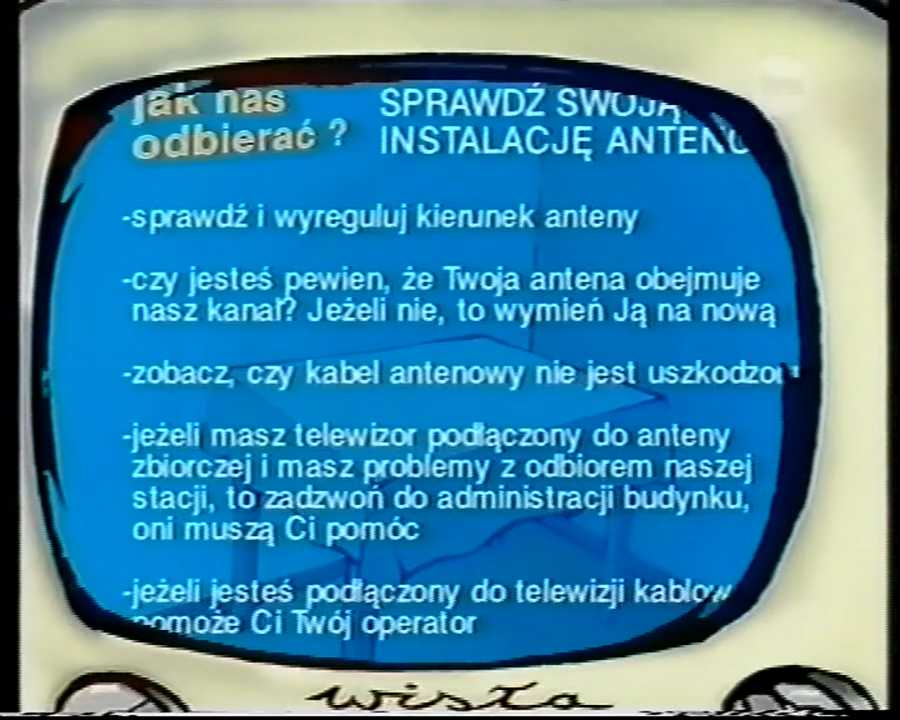 jak nas
odbierać ?
SPRAWDŹ SWOJĄ
INSTALACJĘ
-sprawdź i wyreguluj kierunek anteny
-czy jesteś pewien, że Twoja antena obejmuje
nasz kanał? Jeżeli nie, to wymień Ją na nową
-zobacz, czy kabel antenowy nie jest
-jeżeli masz telewizor podłączony do anteny
zbiorczej i masz problemy z odbiorem naszej
stacji, to zadzwoń do administracji budynku,
oni muszą Ci pomóc
-jeżeli jesteś podłączony do telewizji
pomoże Ci Twój operator
wisła